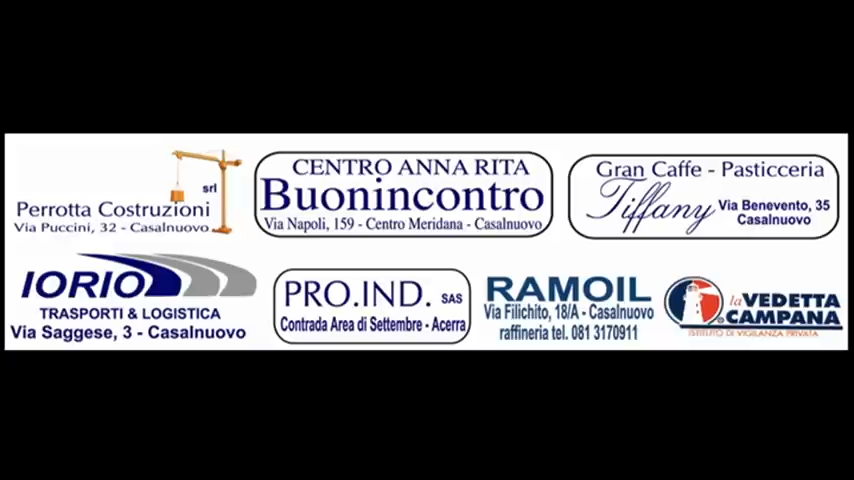 srl
Perrotta Costruzioni
Via Puccini, 32 - Casalnuovo
CENTRO ANNA RITA
Buonincontro
Via Napoli, 159 - Centro Meridana - Casalnuovo
Gran Caffe - Pasticceria
Tiffany Via Benevento, 35
Casalnuovo
IORIO
TRASPORTI & LOGISTICA
Via Saggese, 3 - Casalnuovo
PRO.IND. SAS
Contrada Area di Settembre - Acerra
RAMOIL
Via Filichito, 18/A - Casalnuovo
raffineria tel. 081 3170911
la VEDETTA
CAMPANA
ISTITUTO DI VIGILANZA PRIVATA